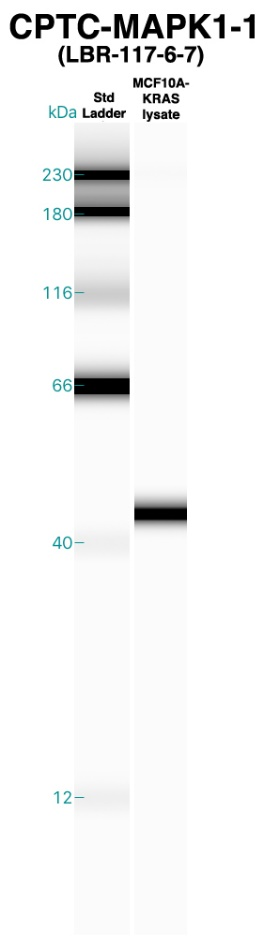 CPTC-MAPK1-1
(LBR-117-6-7)
kDa
Std
Ladder
MCF10A-
KRAS
lysate
230
180
116
66
40
12